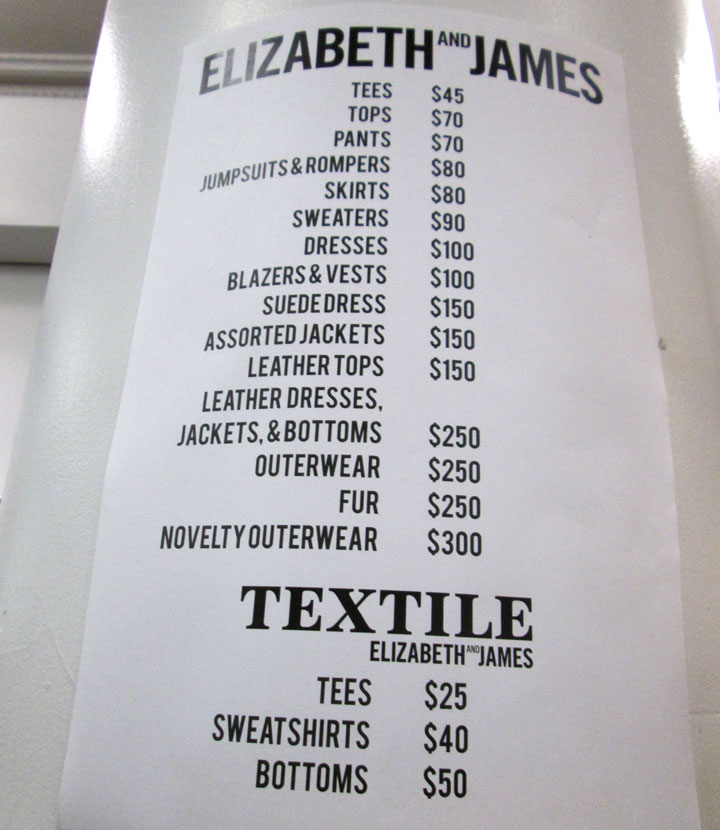 ELIZABETH AND JAMES
TEES $45
TOPS $70
PANTS $70
JUMPSUITS & ROMPERS $80
SKIRTS $80
SWEATERS $90
DRESSES $100
BLAZERS & VESTS $100
SUEDE DRESS $150
ASSORTED JACKETS $150
LEATHER TOPS $150
LEATHER DRESSES,
JACKETS, & BOTTOMS $250
OUTERWEAR $250
FUR $250
NOVELTY OUTERWEAR $300
TEXTILE
ELIZABETH AND JAMES
TEES $25
SWEATSHIRTS $40
BOTTOMS $50